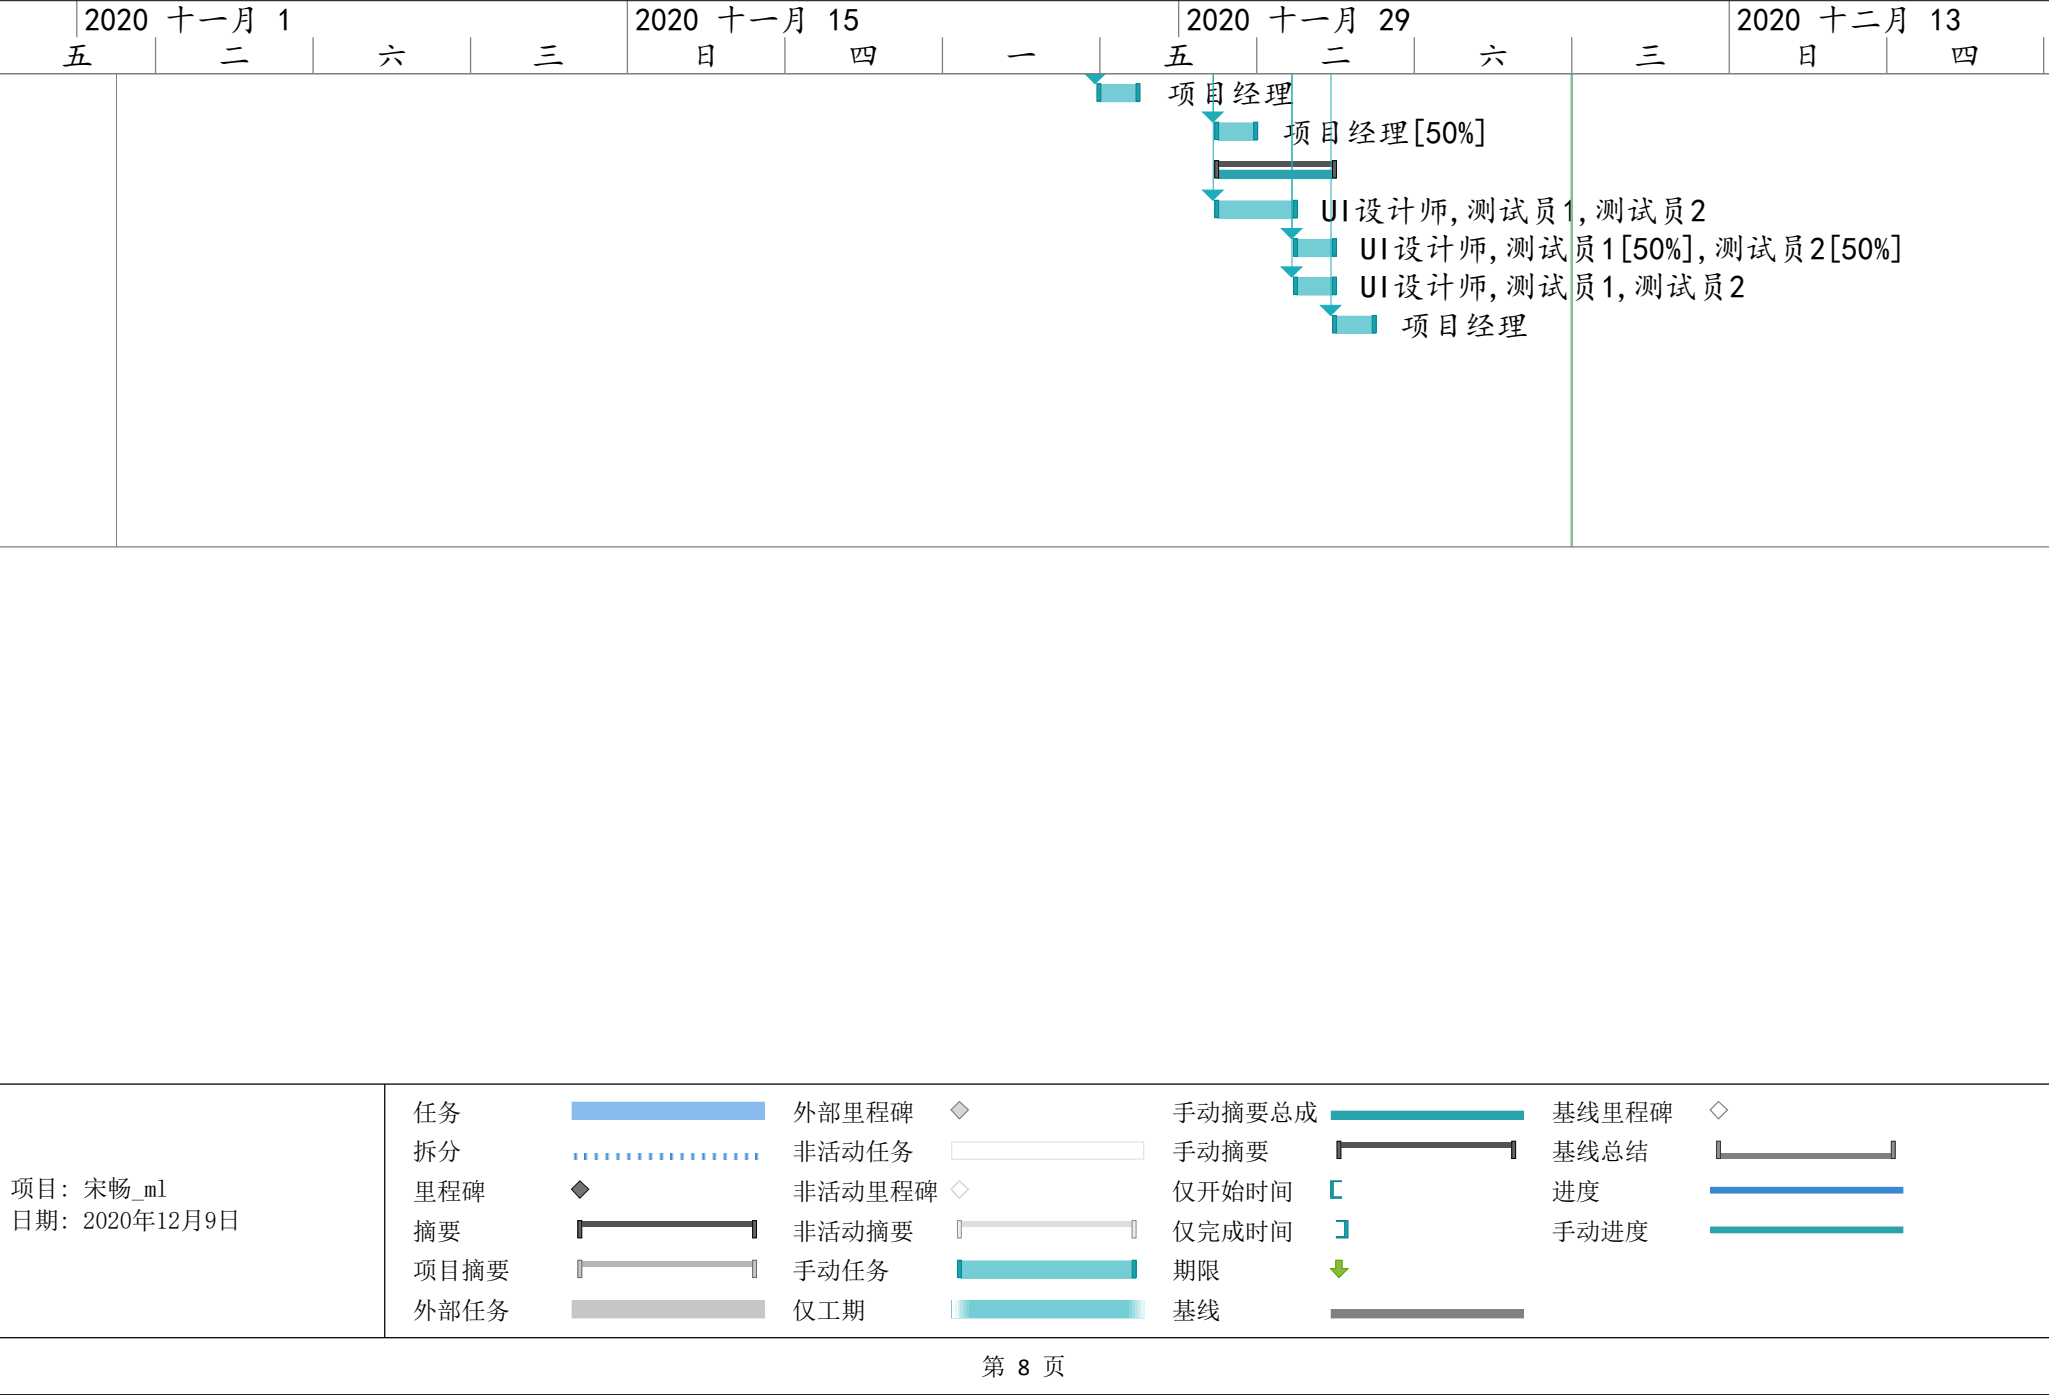 2020 十一月 1 2020 十一月 15 2020 十一月 29 2020 十二月 13
五 二 六 三 日 四 一 五 二 六 三 日 四
项目经理
项目经理[50%]
UI设计师,测试员1,测试员2
UI设计师,测试员1[50%],测试员2[50%]
UI设计师,测试员1,测试员2
项目经理
项目: 宋畅_ml
日期: 2020年12月9日
任务 外部里程碑 手动摘要总成 基线里程碑
拆分 非活动任务 手动摘要 基线总结
里程碑 非活动里程碑 仅开始时间 进度
摘要 非活动摘要 仅完成时间 手动进度
项目摘要 手动任务 期限
外部任务 仅工期 基线
第 8 页